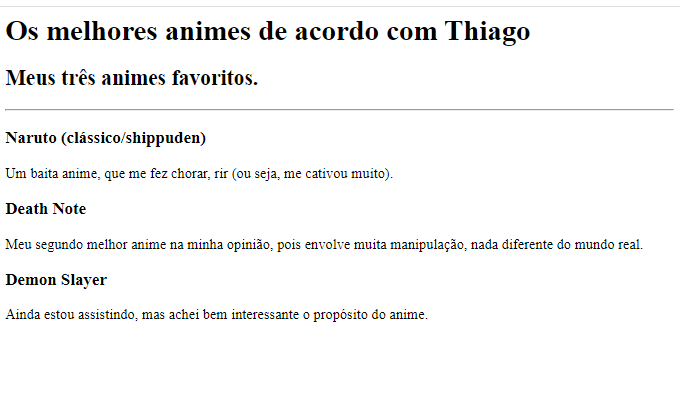 Os melhores animes de acordo com Thiago
Meus três animes favoritos.
Naruto (clássico/shippuden)
Um baita anime, que me fez chorar, rir (ou seja, me cativou muito).
Death Note
Meu segundo melhor anime na minha opinião, pois envolve muita manipulação, nada diferente do mundo real.
Demon Slayer
Ainda estou assistindo, mas achei bem interessante o propósito do anime.